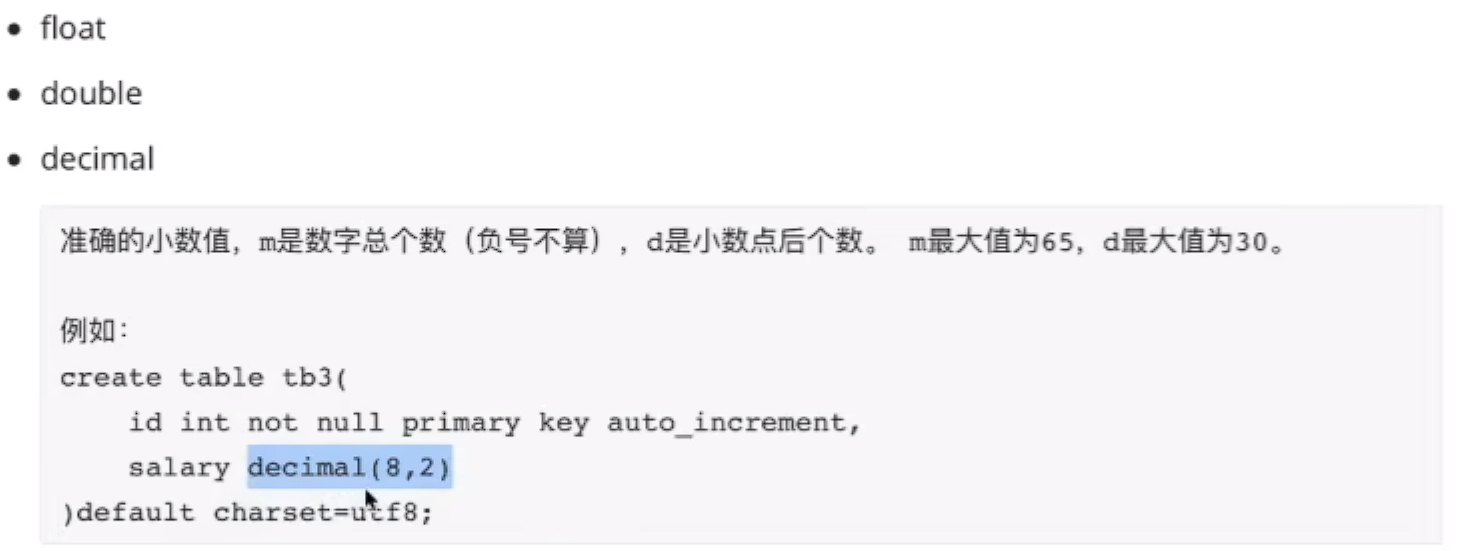 float
double
decimal
准确的小数值，m是数字总个数（负号不算），d是小数点后个数。 m最大值为65，d最大值为30。
例如：
create table tb3(
    id int not null primary key auto_increment,
    salary decimal(8,2)
)default charset=utf8;